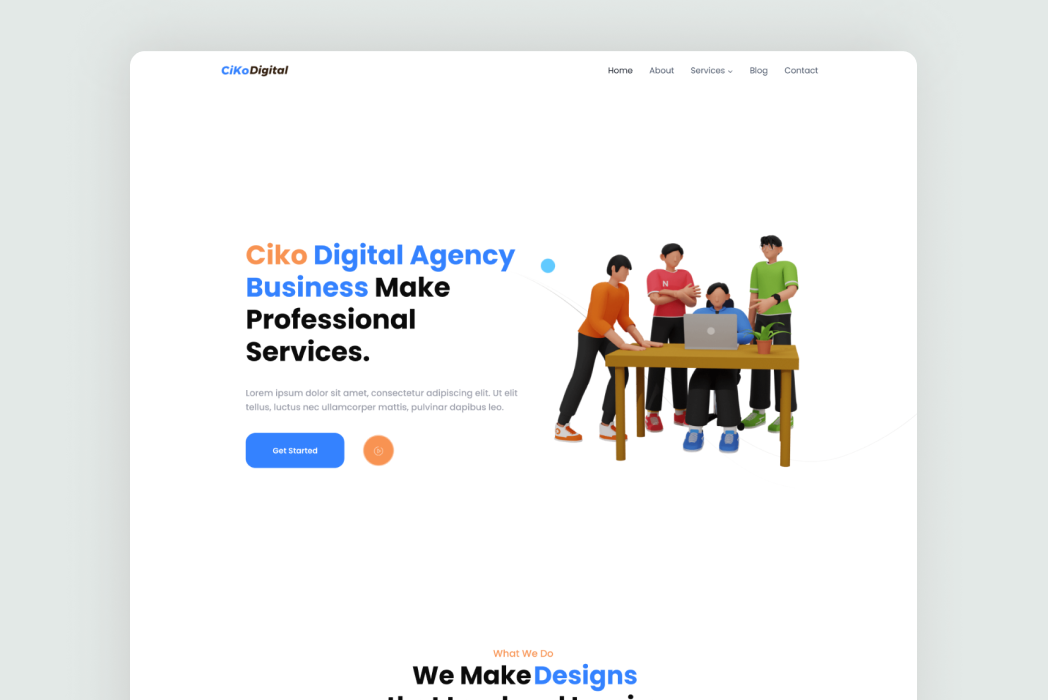 CiKoDigital
Home About Services Blog Contact
Ciko Digital Agency
Business Make
Professional
Services.
N
Lorem ipsum dolor sit amet, consectetur adipiscing elit. Ut elit
tellus, luctus nec ullamcorper mattis, pulvinar dapibus leo.
Get Started
What We Do
We Make Designs